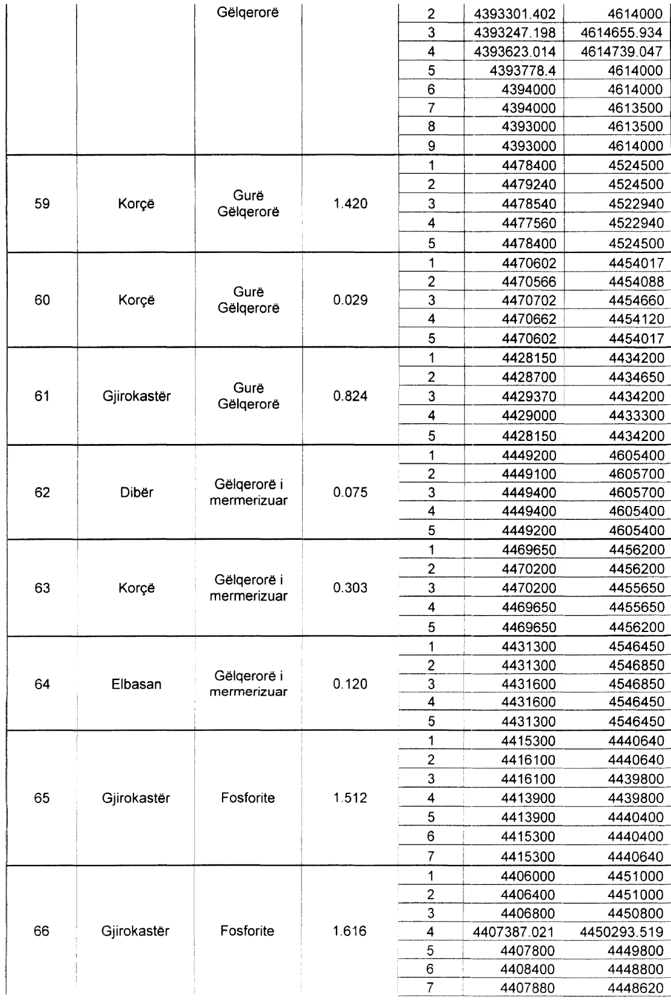 Gëlqerorë 2 4393301.402 4614000
3 4393247.198 4614655.934
4 4393623.014 4614739.047
5 4393778.4 4614000
6 4394000 4614000
7 4394000 4613500
8 4393000 4613500
9 4393000 4614000
59 Korçë Gurë Gëlqerorë 1.420
1 4478400 4524500
2 4479240 4524500
3 4478540 4522940
4 4477560 4522940
5 4478400 4524500
60 Korçë Gurë Gëlqerorë 0.029
1 4470602 4454017
2 4470566 4454088
3 4470702 4454660
4 4470662 4454120
5 4470602 4454017
61 Gjirokastër Gurë Gëlqerorë 0.824
1 4428150 4434200
2 4428700 4434650
3 4429370 4434200
4 4429000 4433300
5 4428150 4434200
62 Dibër Gëlqerorë i mermerizuar 0.075
1 4449200 4605400
2 4449100 4605700
3 4449400 4605700
4 4449400 4605400
5 4449200 4605400
63 Korçë Gëlqerorë i mermerizuar 0.303
1 4469650 4456200
2 4470200 4456200
3 4470200 4455650
4 4469650 4455650
5 4469650 4456200
64 Elbasan Gëlqerorë i mermerizuar 0.120
1 4431300 4546450
2 4431300 4546850
3 4431600 4546850
4 4431600 4546450
5 4431300 4546450
65 Gjirokastër Fosforite 1.512
1 4415300 4440640
2 4416100 4440640
3 4416100 4439800
4 4413900 4439800
5 4413900 4440400
6 4415300 4440400
7 4415300 4440640
66 Gjirokastër Fosforite 1.616
1 4406000 4451000
2 4406400 4451000
3 4406800 4450800
4 4407387.021 4450293.519
5 4407800 4449800
6 4408400 4448800
7 4407880 4448620